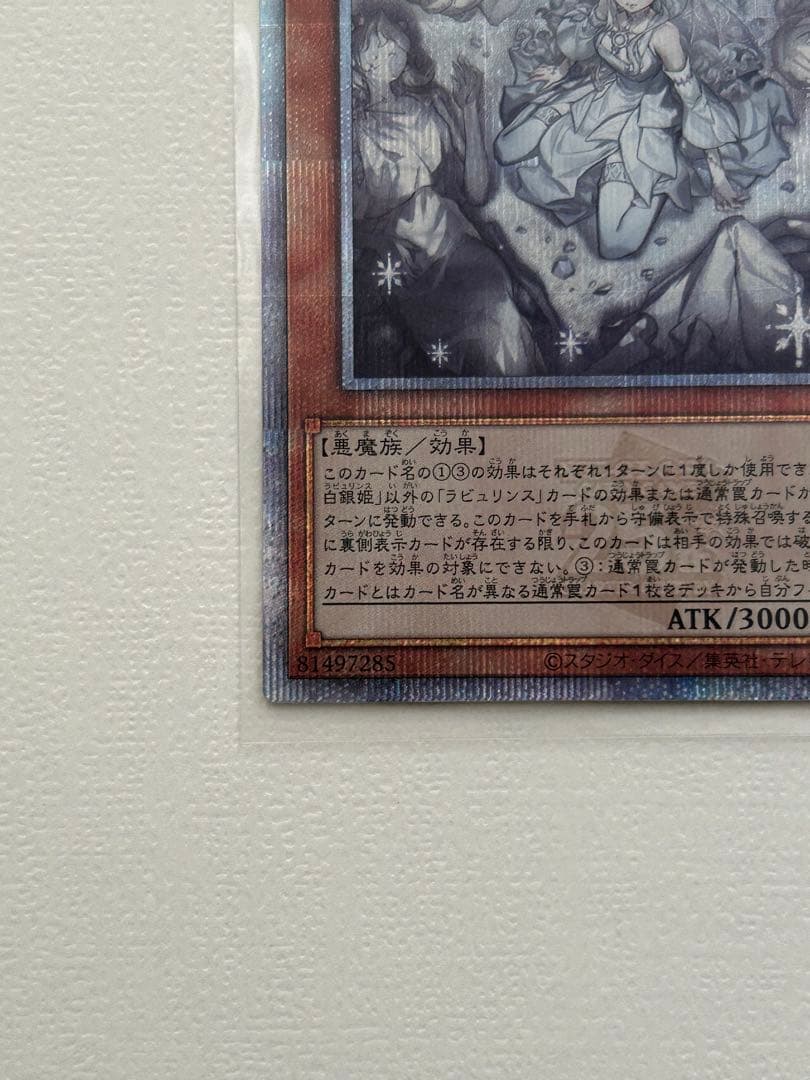 【悪魔族／効果】
このカード名の①③の効果はそれぞれ1ターンに1度しか使用でき
白銀姫」以外の「ラビュリンス」カードの効果または通常罠カードが
ターンに発動できる。このカードを手札から守備表示で特殊召喚する
に裏側表示カードが存在する限り、このカードは相手の効果では破
カードを効果の対象にできない。③：通常罠カードが発動した時
カードとはカード名が異なる通常罠カード1枚をデッキから自分フ
ATK/3000
81497285 ©スタジオ・ダイス／集英社・テレ